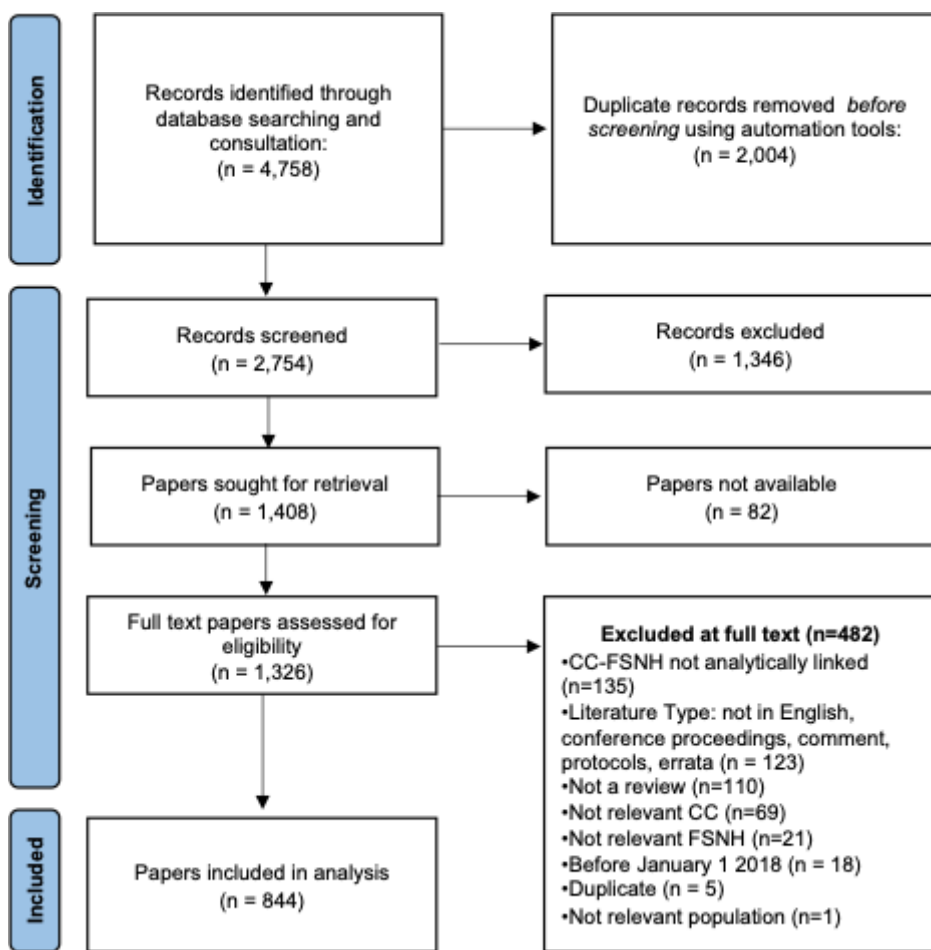 Identification
Records identified through
database searching and
consultation:
(n = 4,758)
Duplicate records removed before
screening using automation tools:
(n = 2,004)
Screening
Records screened
(n = 2,754)
Records excluded
(n = 1,346)
Papers sought for retrieval
(n = 1,408)
Papers not available
(n = 82)
Full text papers assessed for
eligibility
(n = 1,326)
Excluded at full text (n=482)
•CC-FSNH not analytically linked
(n=135)
•Literature Type: not in English,
conference proceedings, comment,
protocols, errata (n = 123)
•Not a review (n=110)
•Not relevant CC (n=69)
•Not relevant FSNH (n=21)
•Before January 1 2018 (n = 18)
•Duplicate (n = 5)
•Not relevant population (n=1)
Included
Papers included in analysis
(n = 844)